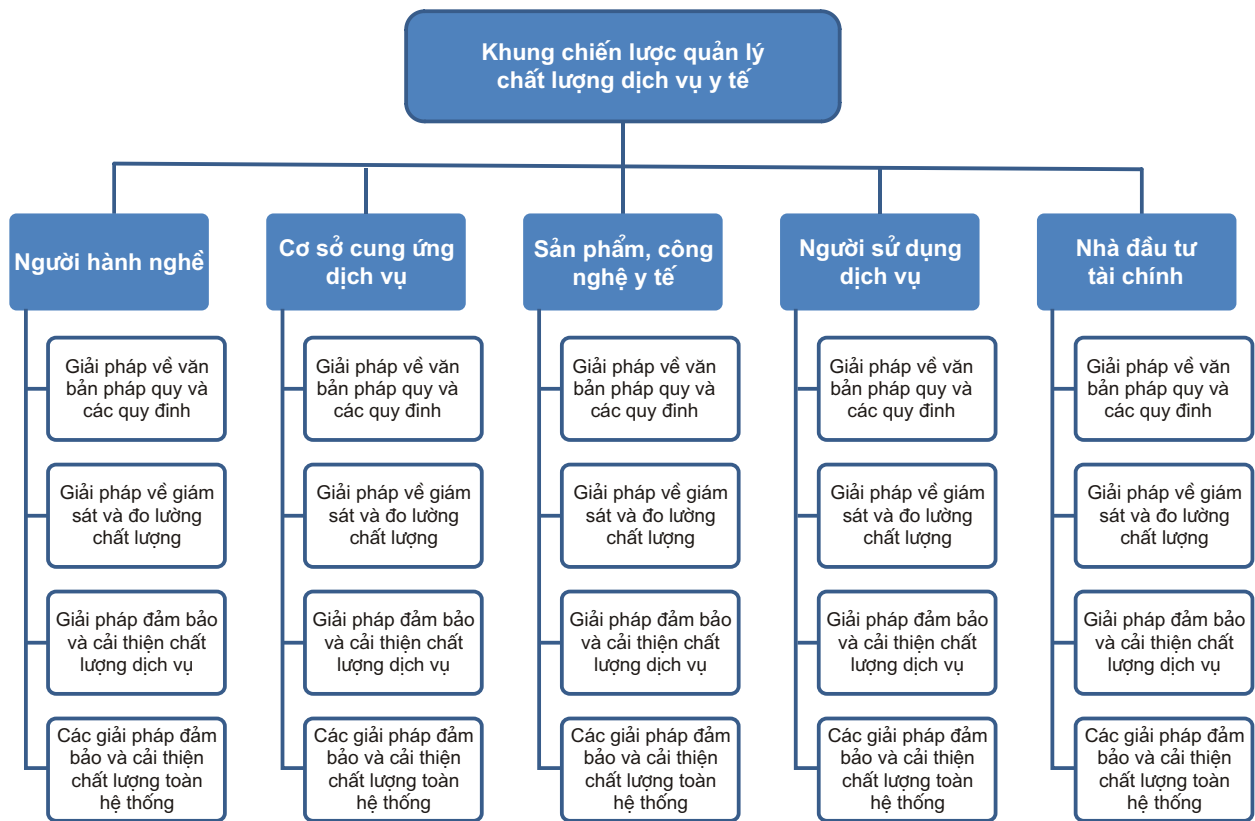 Khung chiến lược quản lý
chất lượng dịch vụ y tế
Người hành nghề
Giải pháp về văn
bản pháp quy và
các quy đinh
Giải pháp về giám
sát và đo lường
chất lượng
Giải pháp đảm bảo
và cải thiện chất
lượng dịch vụ
Các giải pháp đảm
bảo và cải thiện
chất lượng toàn
hệ thống
Cơ sở cung ứng
dịch vụ
Giải pháp về văn
bản pháp quy và
các quy đinh
Giải pháp về giám
sát và đo lường
chất lượng
Giải pháp đảm bảo
và cải thiện chất
lượng dịch vụ
Các giải pháp đảm
bảo và cải thiện
chất lượng toàn
hệ thống
Sản phẩm, công
nghệ y tế
Giải pháp về văn
bản pháp quy và
các quy đinh
Giải pháp về giám
sát và đo lường
chất lượng
Giải pháp đảm bảo
và cải thiện chất
lượng dịch vụ
Các giải pháp đảm
bảo và cải thiện
chất lượng toàn
hệ thống
Người sử dụng
dịch vụ
Giải pháp về văn
bản pháp quy và
các quy đinh
Giải pháp về giám
sát và đo lường
chất lượng
Giải pháp đảm bảo
và cải thiện chất
lượng dịch vụ
Các giải pháp đảm
bảo và cải thiện
chất lượng toàn
hệ thống
Nhà đầu tư
tài chính
Giải pháp về văn
bản pháp quy và
các quy đinh
Giải pháp về giám
sát và đo lường
chất lượng
Giải pháp đảm bảo
và cải thiện chất
lượng dịch vụ
Các giải pháp đảm
bảo và cải thiện
chất lượng toàn
hệ thống